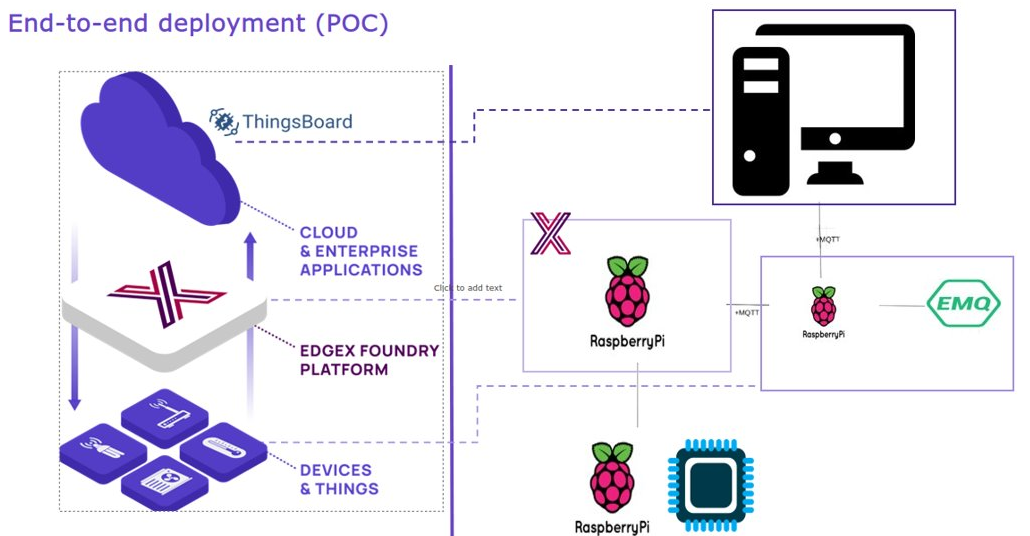 End-to-end deployment (POC)
ThingsBoard
CLOUD
& ENTERPRISE
APPLICATIONS
Click to add text
EDGEX FOUNDRY
PLATFORM
DEVICES
& THINGS
RaspberryPi
+MQTT
+MQTT
RaspberryPi
EMQ
RaspberryPi